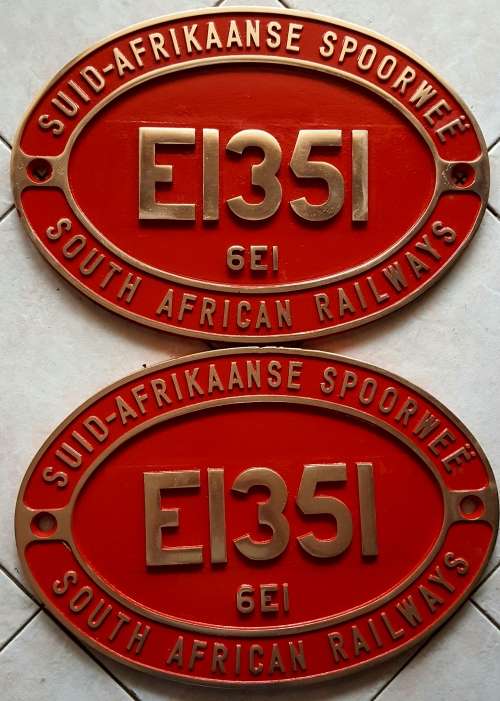 SUID-AFRIKAANSE SPOORWEË
E1351
6E1
SOUTH AFRICAN RAILWAYS
SUID-AFRIKAANSE SPOORWEË
E1351
6E1
SOUTH AFRICAN RAILWAYS